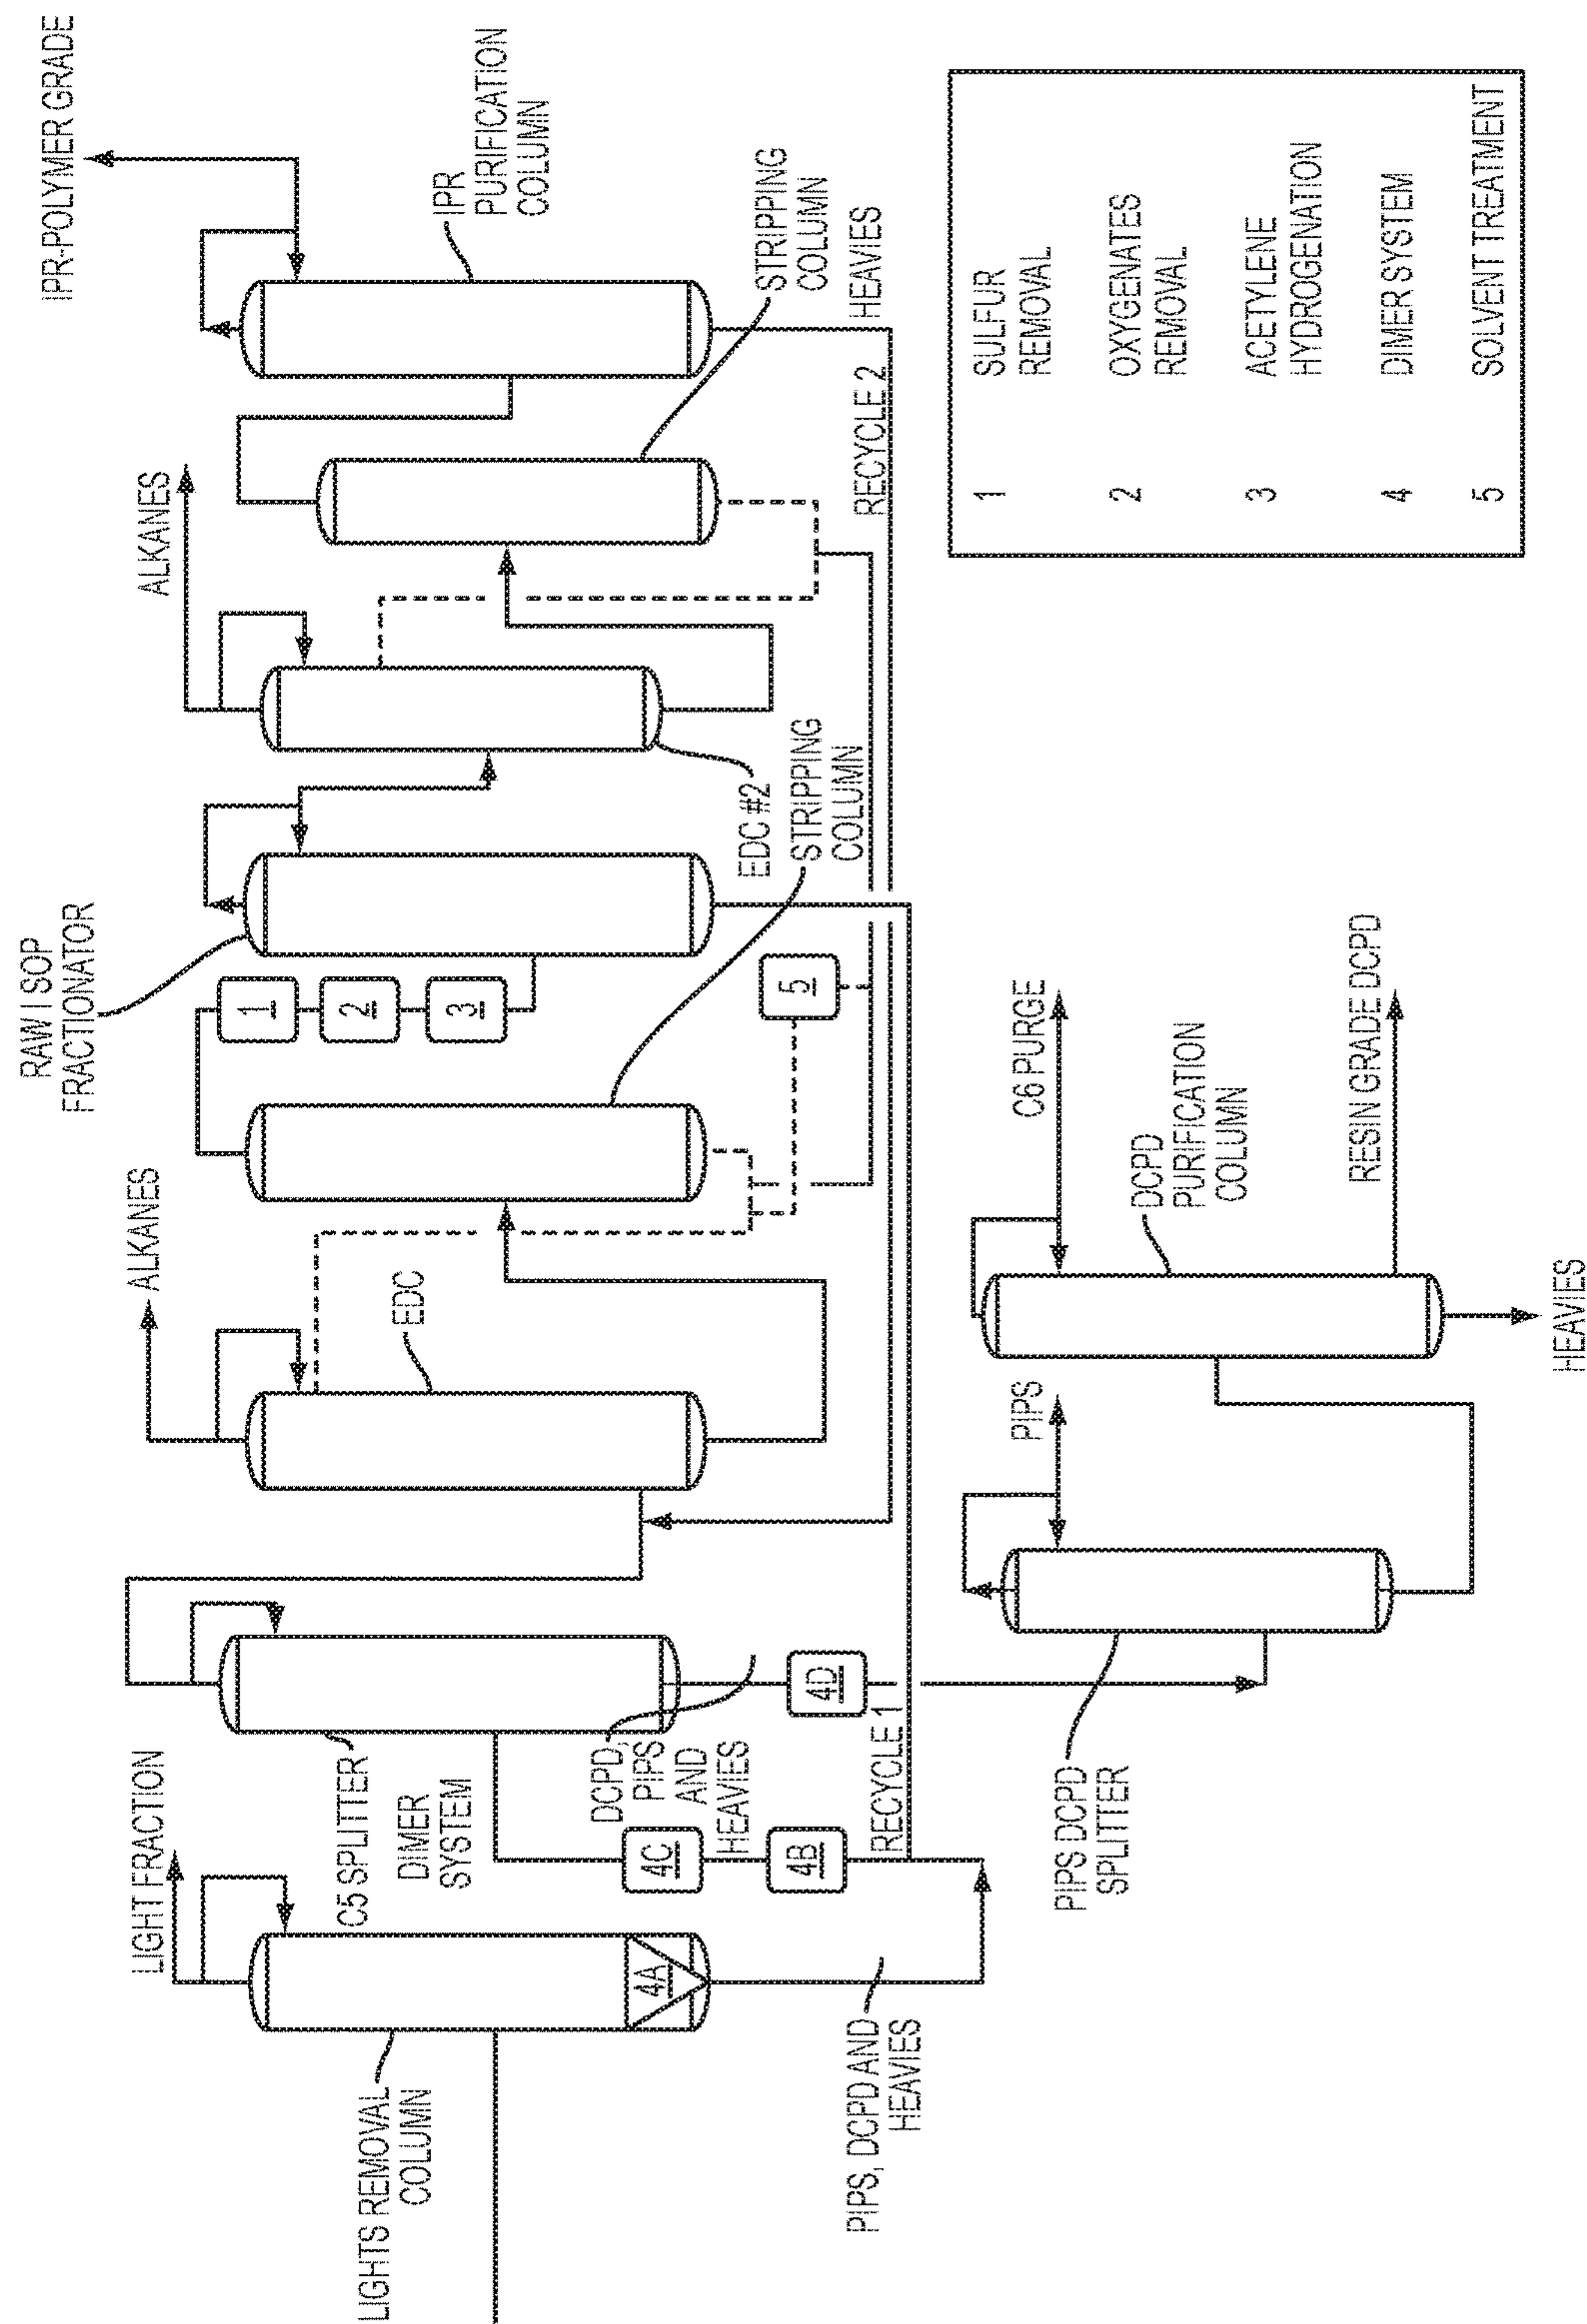 LIGHTS REMOVAL
COLUMN
LIGHT FRACTION
4A
PIPS, DCPD AND
HEAVIES
C5 SPLITTER
DIMER
SYSTEM
4C
4B
DCPD,
PIPS
AND
HEAVIES
4D
RECYCLE 1
ALKANES
EDC
RAW ISOP
FRACTIONATOR
1
2
3
5
STRIPPING
COLUMN
EDC #2
ALKANES
RECYCLE 2
STRIPPING
COLUMN
HEAVIES
IPR
PURIFICATION
COLUMN
IPR-POLYMER GRADE
PIPS DCPD
SPLITTER
PIPS
DCPD
PURIFICATION
COLUMN
C6 PURGE
RESIN GRADE DCPD
HEAVIES
1 SULFUR
REMOVAL
2 OXYGENATES
REMOVAL
3 ACETYLENE
HYDROGENATION
4 DIMER SYSTEM
5 SOLVENT TREATMENT